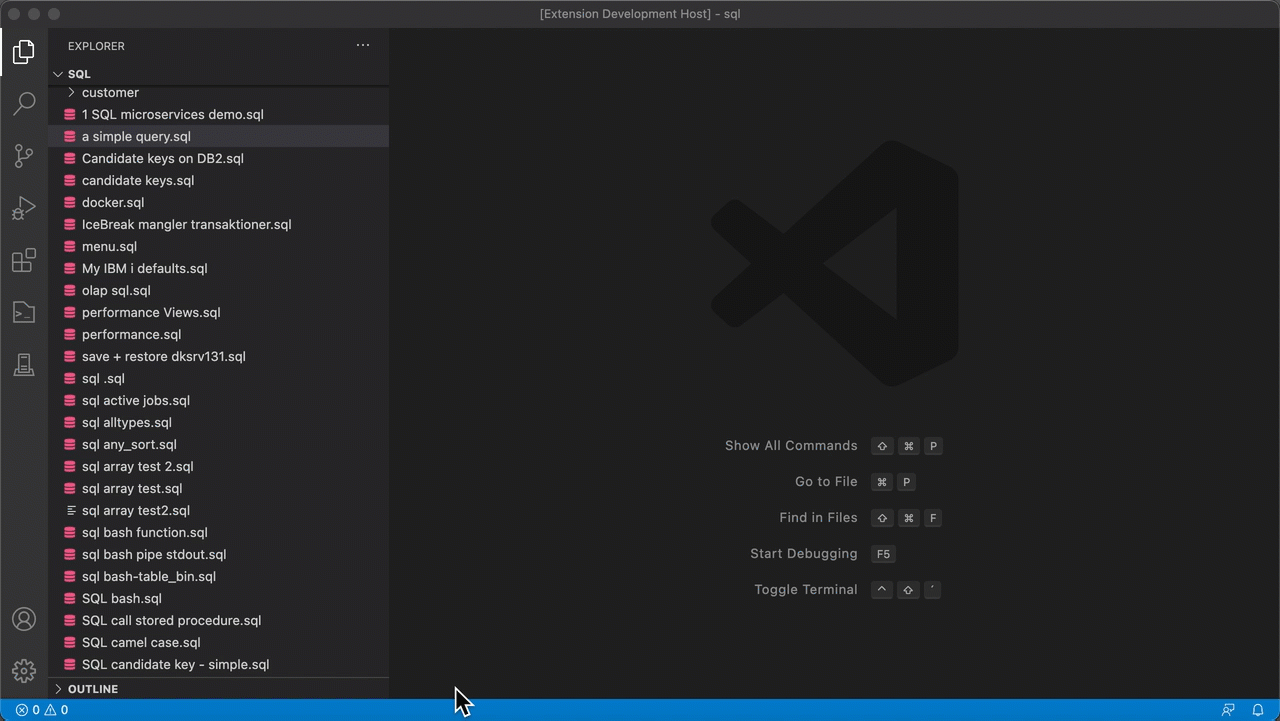 [Extension Development Host] - sql
EXPLORER
SQL
customer
1 SQL microservices demo.sql
a simple query.sql
Candidate keys on DB2.sql
candidate keys.sql
docker.sql
IceBreak mangler transaktioner.sql
menu.sql
My IBM i defaults.sql
olap sql.sql
performance Views.sql
performance.sql
save + restore dksrv131.sql
sql .sql
sql active jobs.sql
sql alltypes.sql
sql any_sort.sql
sql array test 2.sql
sql array test.sql
sql array test2.sql
sql bash function.sql
sql bash pipe stdout.sql
sql bash-table_bin.sql
SQL bash.sql
SQL call stored procedure.sql
SQL camel case.sql
SQL candidate key - simple.sql
OUTLINE
Show All Commands ⇧ ⌘ P
Go to File ⌘ P
Find in Files ⇧ ⌘ F
Start Debugging F5
Toggle Terminal ^ ⇧ ´
0 0